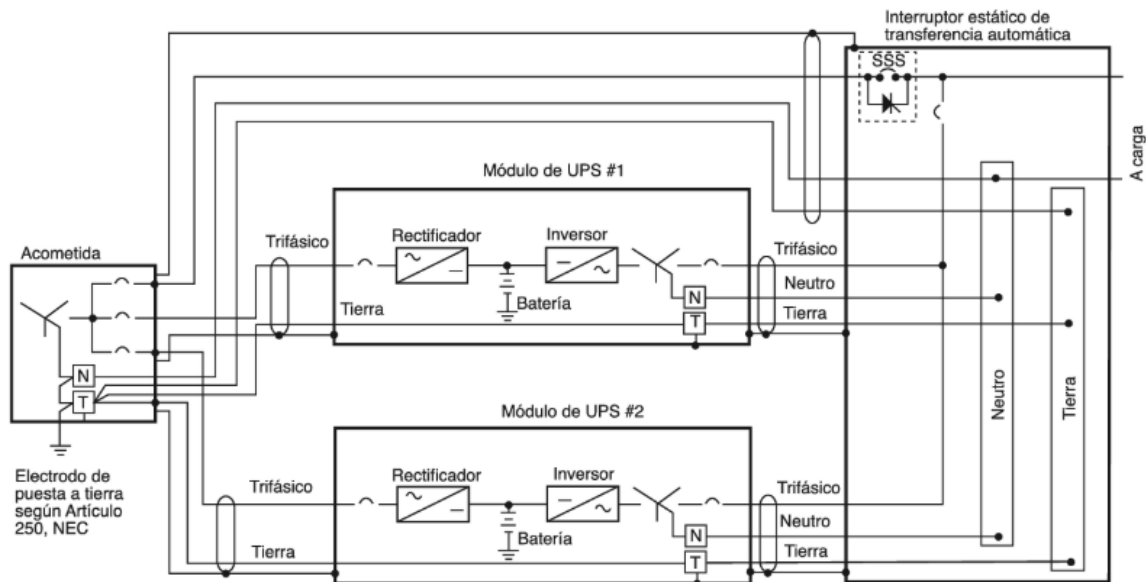 Interruptor estático de
transferencia automática
SSS
A carga
Módulo de UPS #1
Acometida
Trifásico
Rectificador
Inversor
Trifásico
Neutro
Batería
N
Tierra
T
Tierra
N
T
Neutro
Tierra
Módulo de UPS #2
Electrodo de
puesta a tierra
según Artículo
250, NEC
Trifásico
Rectificador
Inversor
Trifásico
Neutro
Batería
N
Tierra
T
Tierra